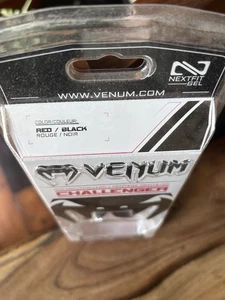 NEXTFIT
GEL
WWW.VENUM.COM
COLOR/COULEUR
RED / BLACK
ROUGE / NOIR
VENUM
CHALLENGER